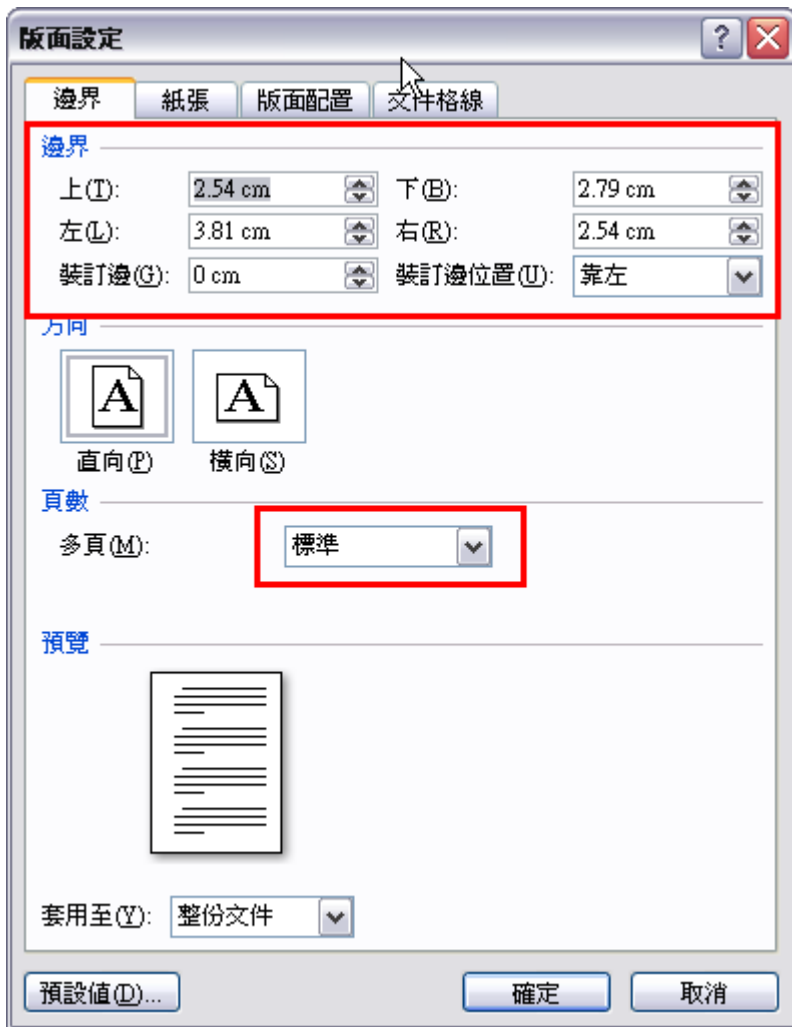 版面設定
邊界 紙張 版面配置 文件格線
邊界
上(T): 2.54 cm 下(B): 2.79 cm
左(L): 3.81 cm 右(R): 2.54 cm
裝訂邊(G): 0 cm 裝訂邊位置(U): 靠左
方向
A A
直向(P) 橫向(S)
頁數
多頁(M): 標準
預覽
套用至(Y): 整份文件
預設值(D)... 確定 取消